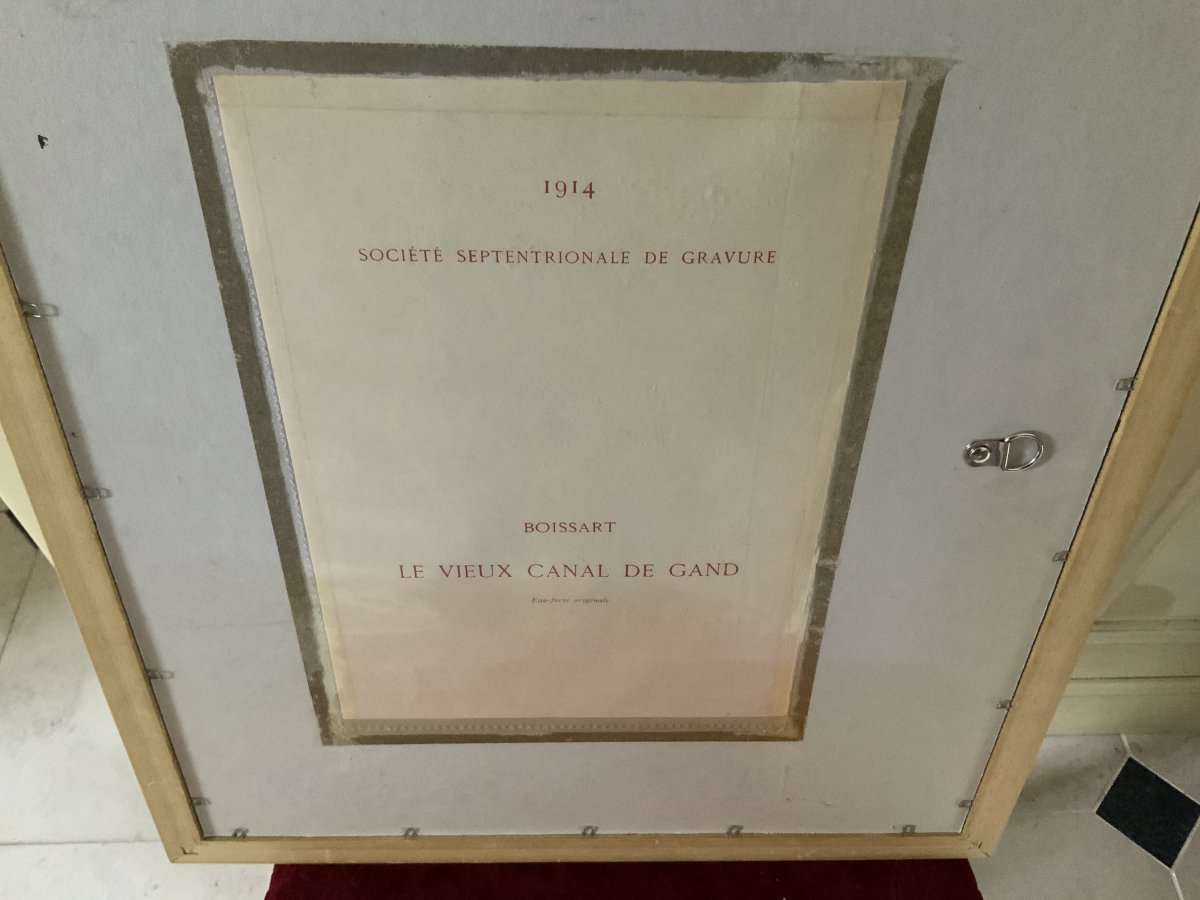 1914
SOCIÉTÉ SEPTENTRIONALE DE GRAVURE
BOISSART
LE VIEUX CANAL DE GAND
Eau-forte originale